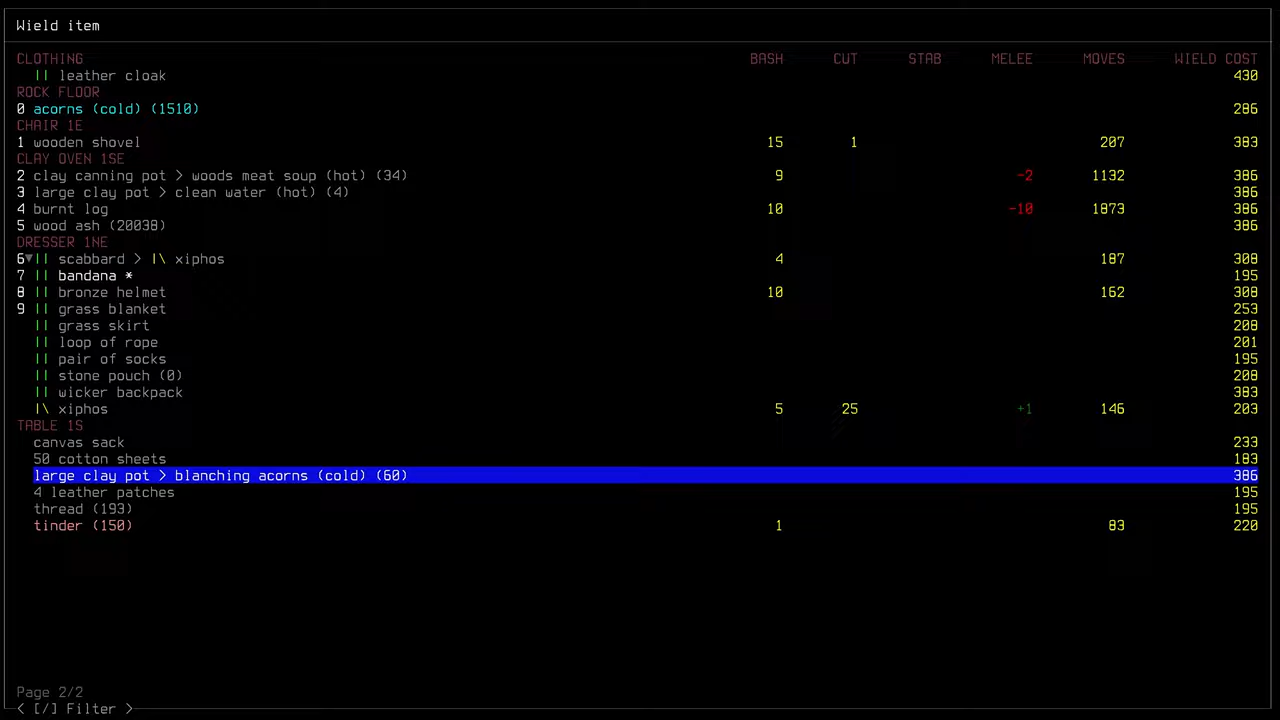 Wield item
CLOTHING BASH CUT STAB MELEE MOVES WIELD COST
|| leather cloak 430
ROCK FLOOR
0 acorns (cold) (1510) 286
CHAIR 1E
1 wooden shovel 15 1 207 383
CLAY OVEN 1SE
2 clay canning pot > woods meat soup (hot) (34) 9 -2 1132 386
3 large clay pot > clean water (hot) (4) 386
4 burnt log 10 -10 1873 386
5 wood ash (20038) 386
DRESSER 1NE
6▼|| scabbard > |\ xiphos 4 187 308
7 || bandana * 195
8 || bronze helmet 10 162 308
9 || grass blanket 253
|| grass skirt 208
|| loop of rope 201
|| pair of socks 195
|| stone pouch (0) 208
|| wicker backpack 383
|\ xiphos 5 25 +1 146 203
TABLE 1S
canvas sack 233
50 cotton sheets 183
large clay pot > blanching acorns (cold) (60) 386
4 leather patches 195
thread (193) 195
tinder (150) 1 83 220
Page 2/2
< [/] Filter >